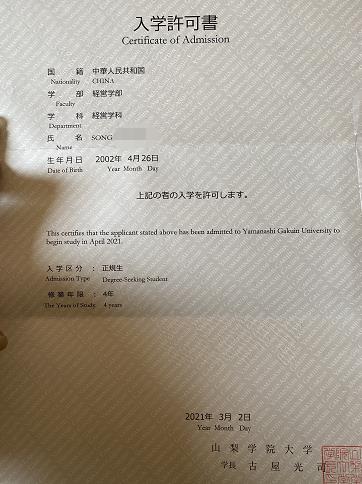 入学許可書
Certificate of Admission
国 籍 中華人民共和国
Nationality CHINA
学 部 経営学部
Faculty
学 科 経営学科
Department
氏 名 SONG
Name
生年月日 2002年 4月26日
Date of Birth Year Month Day
上記の者の入学を許可します。
This certifies that the applicant stated above has been admitted to Yamanashi Gakuin University to
begin study in April 2021.
入学区分 : 正規生
Admission Type Degree-Seeking Student
修業年限 : 4年
The Years of Study 4 years
2021年 3月 2日
Year Month Day
山梨学院大学
学長 古屋光司